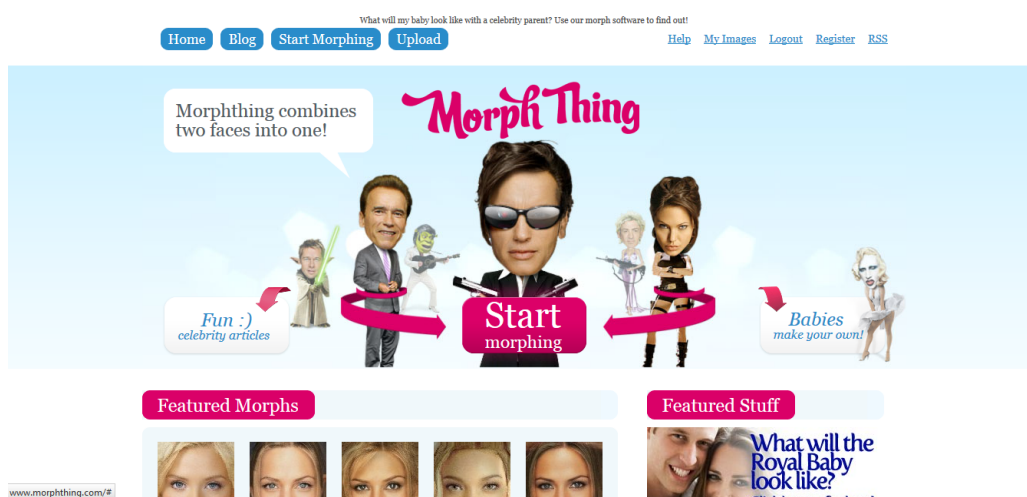 What will my baby look like with a celebrity parent? Use our morph software to find out!
Home Blog Start Morphing Upload
Help My Images Logout Register RSS
Morph Thing
Morphthing combines
two faces into one!
Fun :)
celebrity articles
Start
morphing
Babies
make your own!
Featured Morphs
Featured Stuff
What will the
Royal Baby
look like?
www.morphthing.com/#